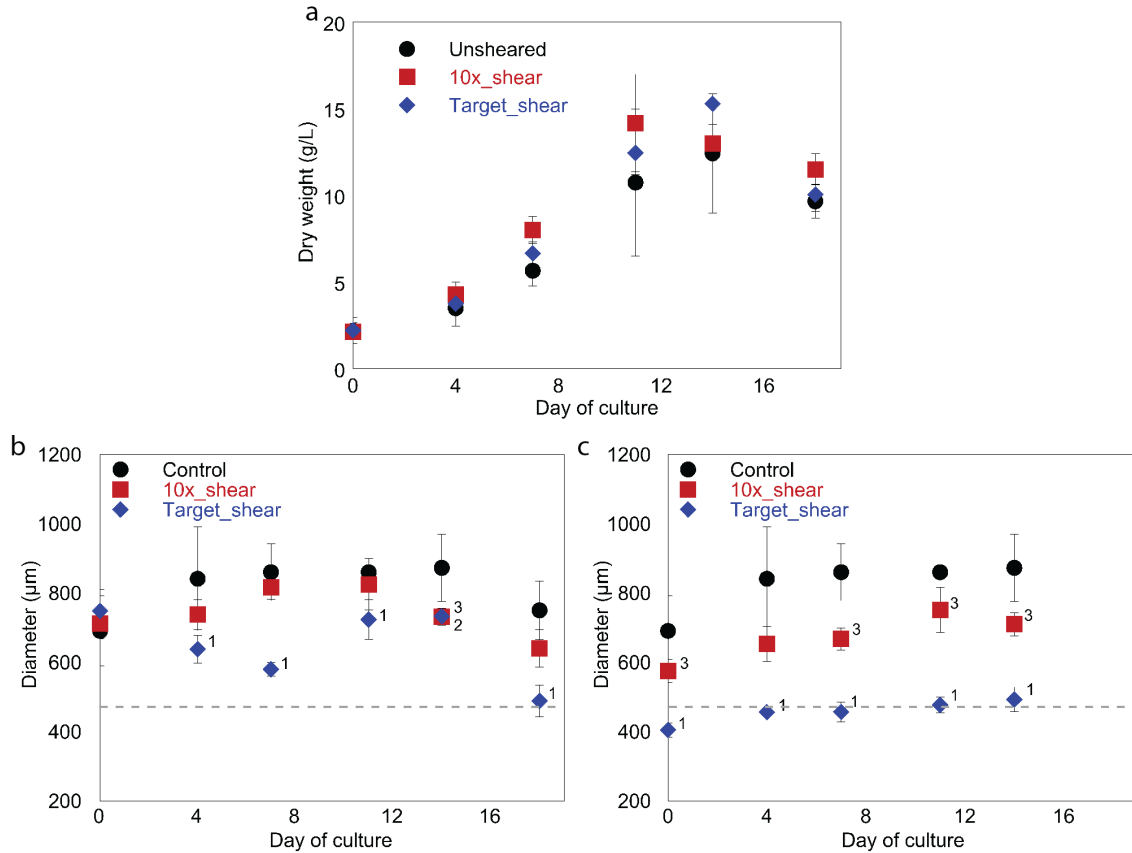 a
20
15
10
5
0
Dry weight (g/L)
Unsheared
10x_shear
Target_shear
0 4 8 12 16
Day of culture
b
1200
1000
800
600
400
200
Diameter (µm)
Control
10x_shear
Target_shear
1
1
1
3
2
1
0 4 8 12 16
Day of culture
c
1200
1000
800
600
400
200
Diameter (µm)
Control
10x_shear
Target_shear
3
3
3
3
1
1
1
1
1
0 4 8 12 16
Day of culture